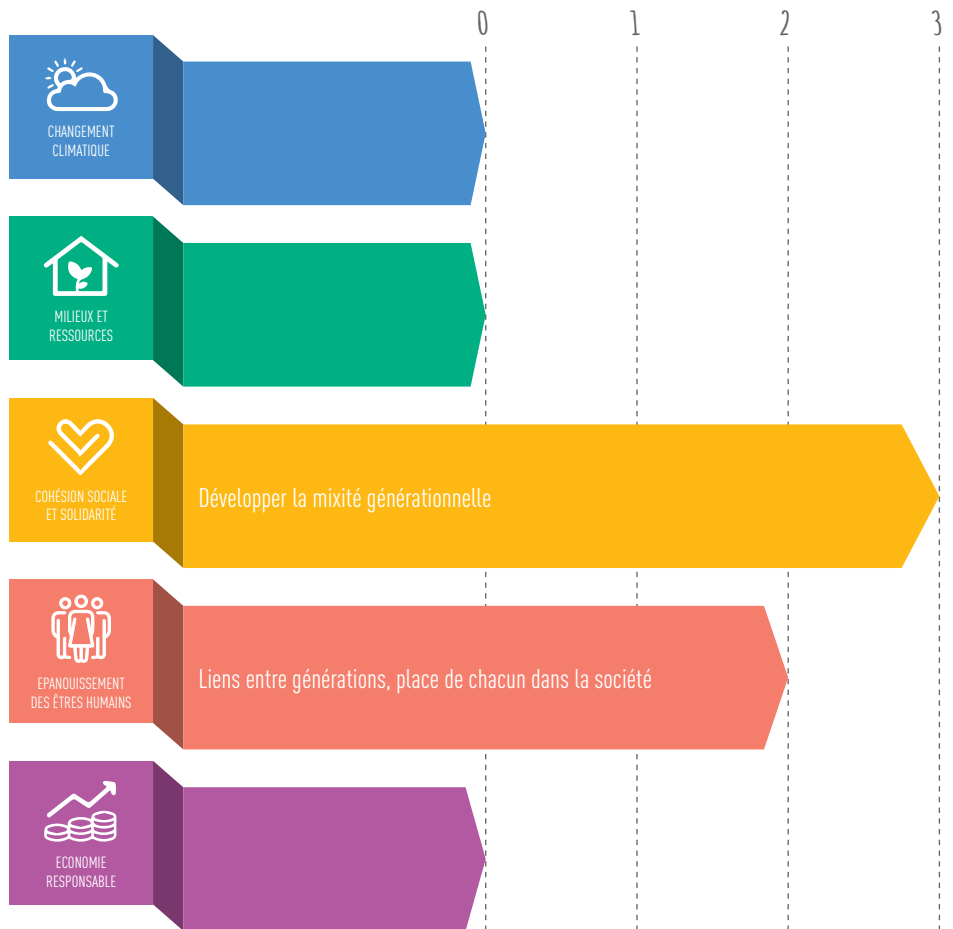 0 1 2 3
CHANGEMENT
CLIMATIQUE
MILIEUX ET
RESSOURCES
COHÉSION SOCIALE
ET SOLIDARITÉ
Développer la mixité générationnelle
EPANOUISSEMENT
DES ÊTRES HUMAINS
Liens entre générations, place de chacun dans la société
ECONOMIE
RESPONSABLE